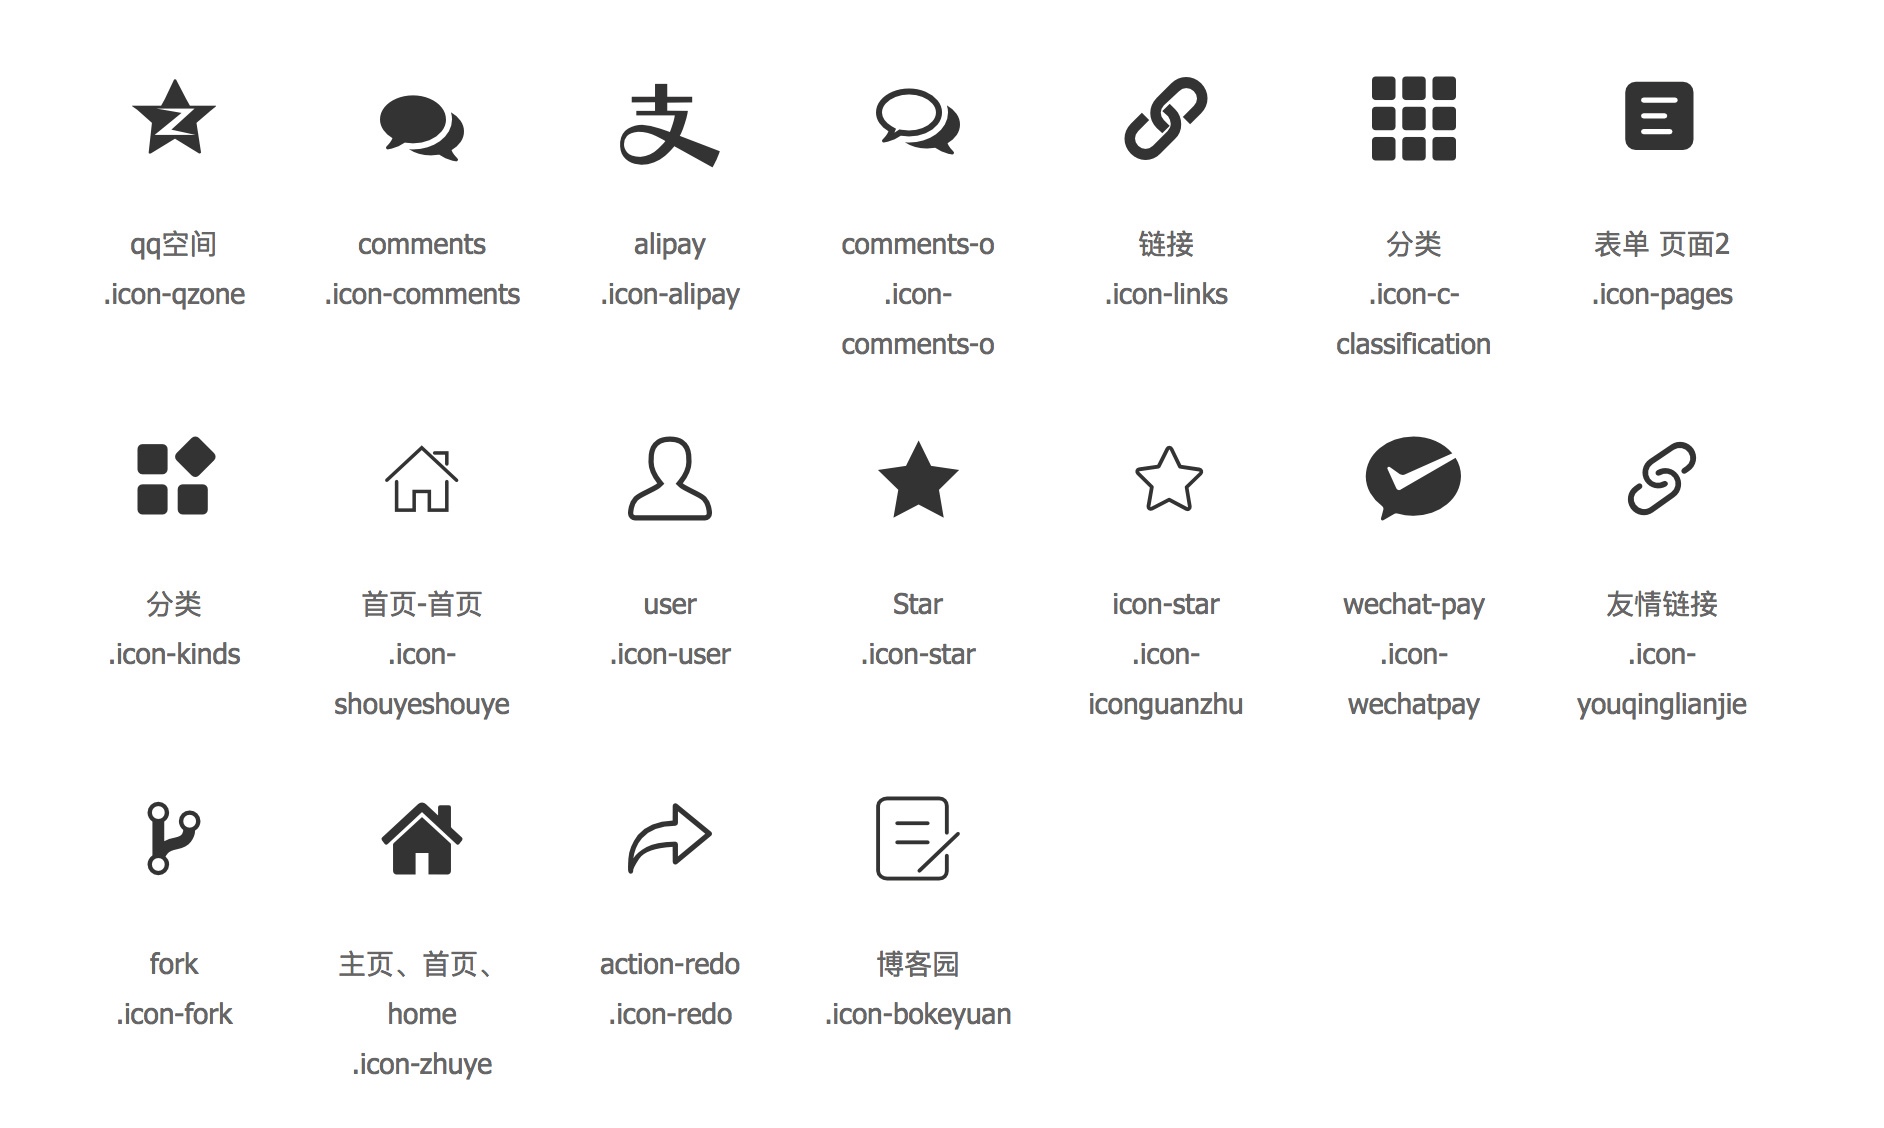 qq空间
.icon-qzone
comments
.icon-comments
alipay
.icon-alipay
comments-o
.icon-
comments-o
链接
.icon-links
分类
.icon-c-
classification
表单 页面2
.icon-pages
分类
.icon-kinds
首页-首页
.icon-
shouyeshouye
user
.icon-user
Star
.icon-star
icon-star
.icon-
iconguanzhu
wechat-pay
.icon-
wechatpay
友情链接
.icon-
youqinglianjie
fork
.icon-fork
主页、首页、
home
.icon-zhuye
action-redo
.icon-redo
博客园
.icon-bokeyuan